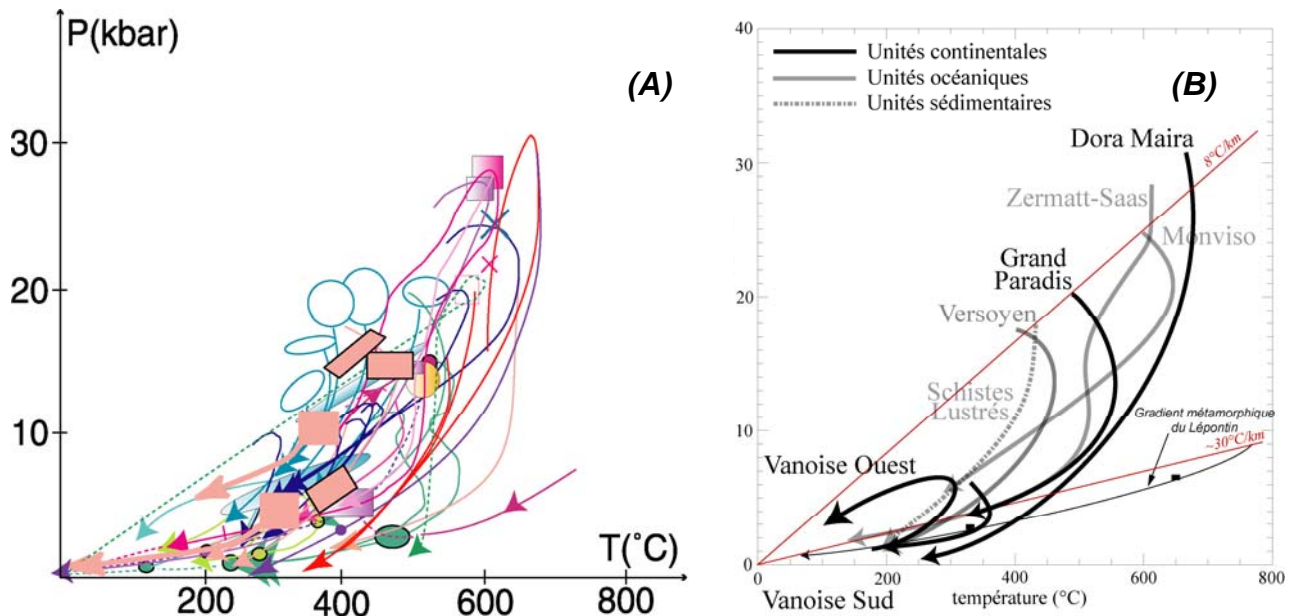 P(kbar)
(A)
30
20
10
200
400
600
800
T(°C)
40
Unités continentales
Unités océaniques
Unités sédimentaires
(B)
Dora Maira
8°C/km
30
Zermatt-Saas
Monviso
Grand
Paradis
20
Versoyen
Schistes
Lustrés
Gradient métamorphique
du Lépontin
~30°C/km
10
Vanoise Ouest
0
0
200
400
600
800
Vanoise Sud
température (°C)